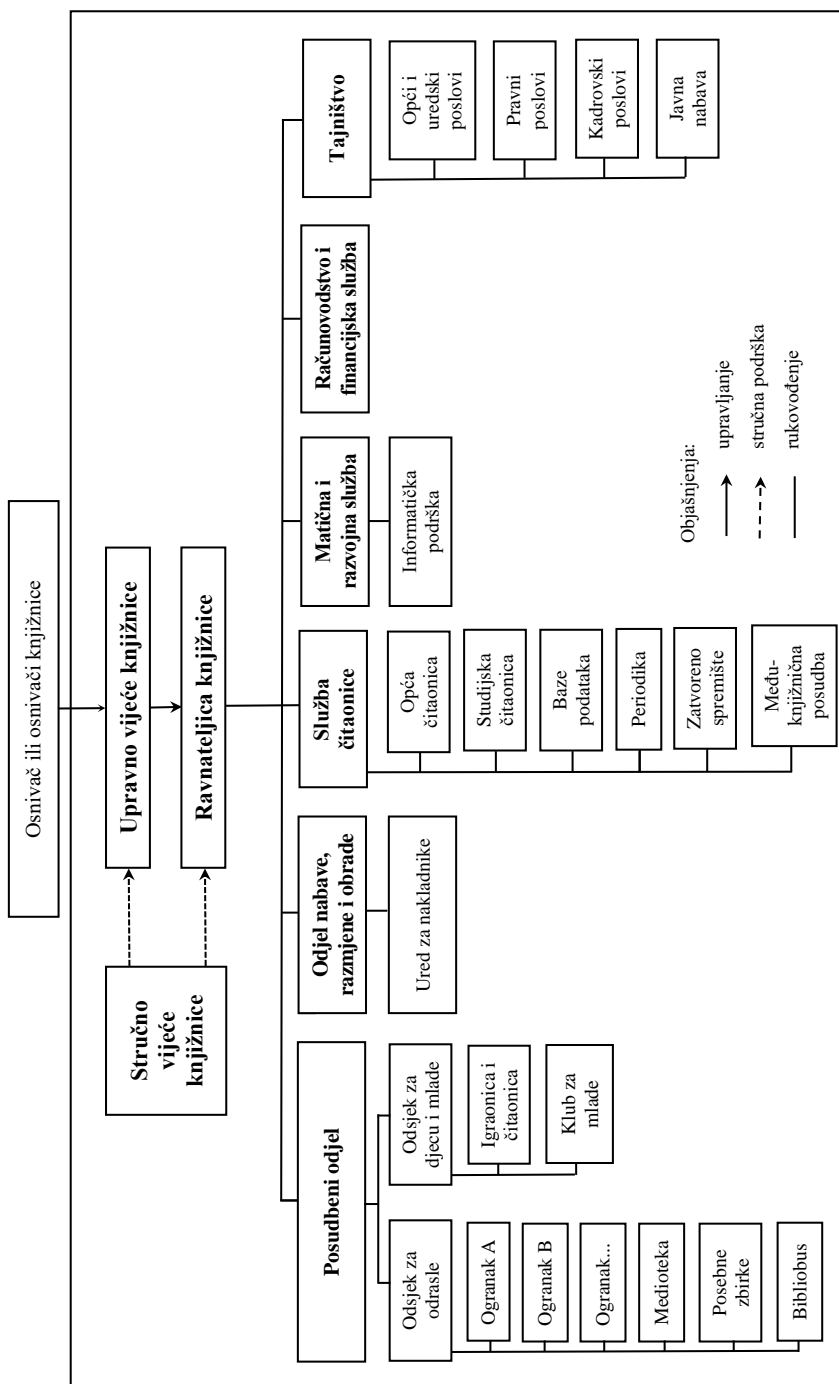 Osnivač ili osnivači knjižnice
Upravno vijeće knjižnice
Ravnateljica knjižnice
Stručno
vijeće
knjižnice
Posudbeni odjel
Odsjek za
odrasle
Ogranak A
Ogranak B
Ogranak...
Medioteka
Posebne
zbirke
Bibliobus
Odsjek za
djecu i mlade
Igraonica i
čitaonica
Klub za
mlade
Odjel nabave,
razmjene i obrade
Ured za nakladnike
Služba
čitaonice
Opća
čitaonica
Studijska
čitaonica
Baze
podataka
Periodika
Zatvoreno
spremište
Među-
knjižnična
posudba
Matična i
razvojna služba
Informatička
podrška
Računovodstvo i
financijska služba
Tajništvo
Opći i
uredski
poslovi
Pravni
poslovi
Kadrovski
poslovi
Javna
nabava
Objašnjenja:
upravljanje
stručna podrška
rukovođenje